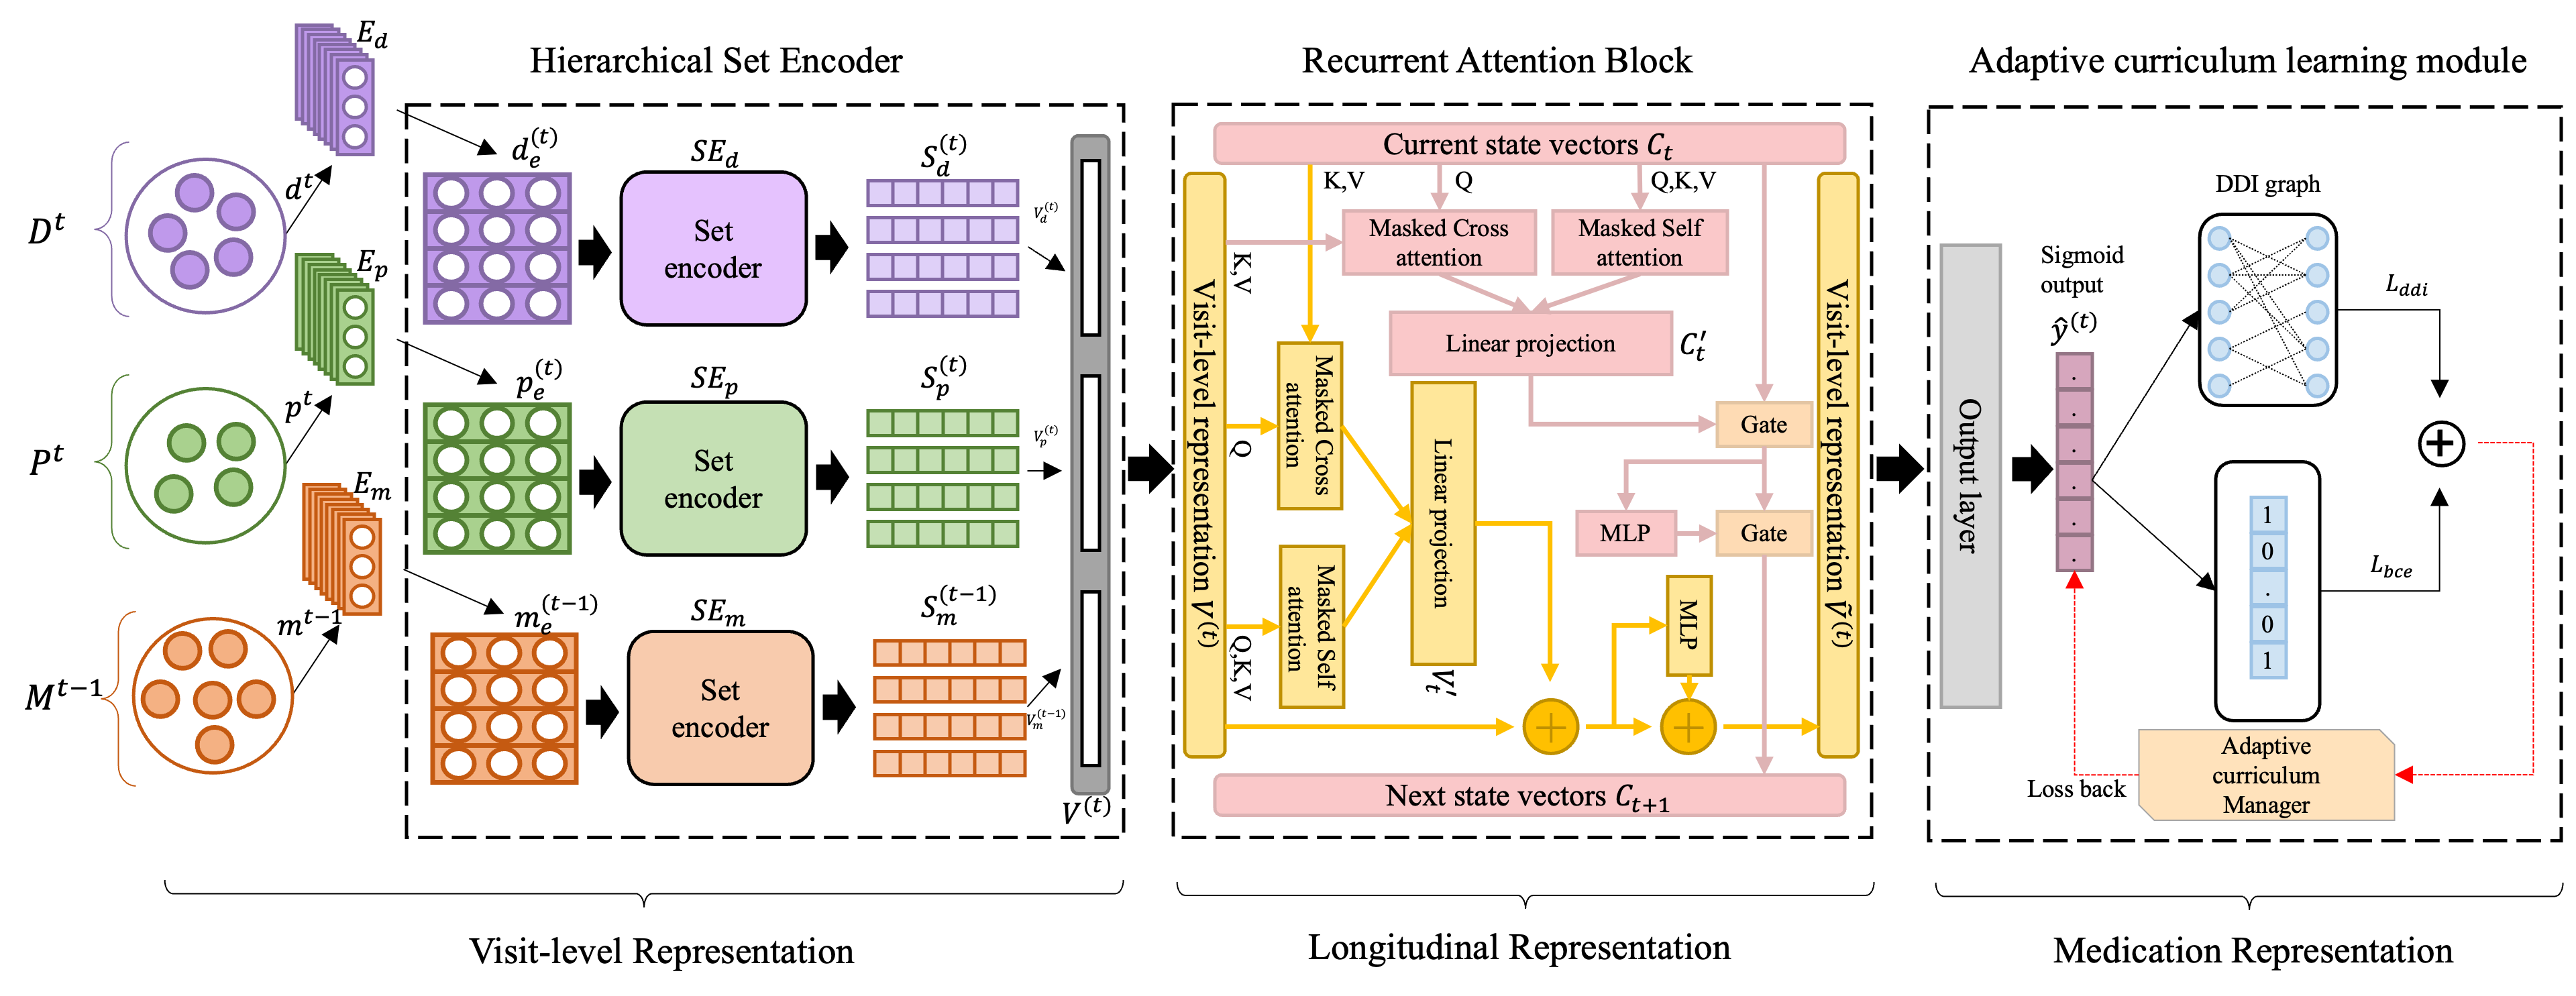 Hierarchical Set Encoder
Recurrent Attention Block
Adaptive curriculum learning module
E_d
d^t
D^t
E_p
p^t
P^t
E_m
m^{t-1}
M^{t-1}
d_e^{(t)}
SE_d
Set
encoder
S_d^{(t)}
V_d^{(t)}
p_e^{(t)}
SE_p
Set
encoder
S_p^{(t)}
V_p^{(t)}
m_e^{(t-1)}
SE_m
Set
encoder
S_m^{(t-1)}
V_m^{(t-1)}
V^{(t)}
Current state vectors C_t
K,V
Q
Q,K,V
Masked Cross
attention
Masked Self
attention
K,V
Visit-level representation V^{(t)}
Linear projection
C_t'
Masked Cross
attention
Q
Linear projection
V_t'
Gate
MLP
Gate
Masked Self
attention
Q,K,V
MLP
Visit-level representation Ṽ^{(t)}
Next state vectors C_{t+1}
Output layer
Sigmoid
output
ŷ^{(t)}
.
.
.
.
.
.
DDI graph
L_{ddi}
L_{bce}
1
0
.
0
1
Adaptive
curriculum
Manager
Loss back
Visit-level Representation
Longitudinal Representation
Medication Representation